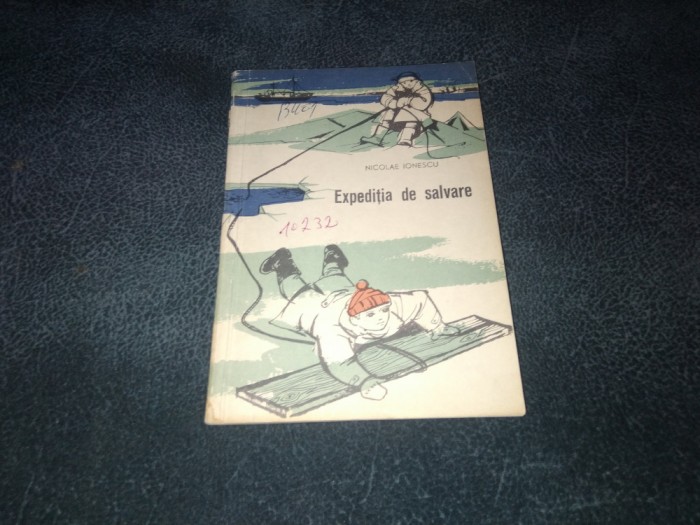 NICOLAE IONESCU
Expediția de salvare
10232